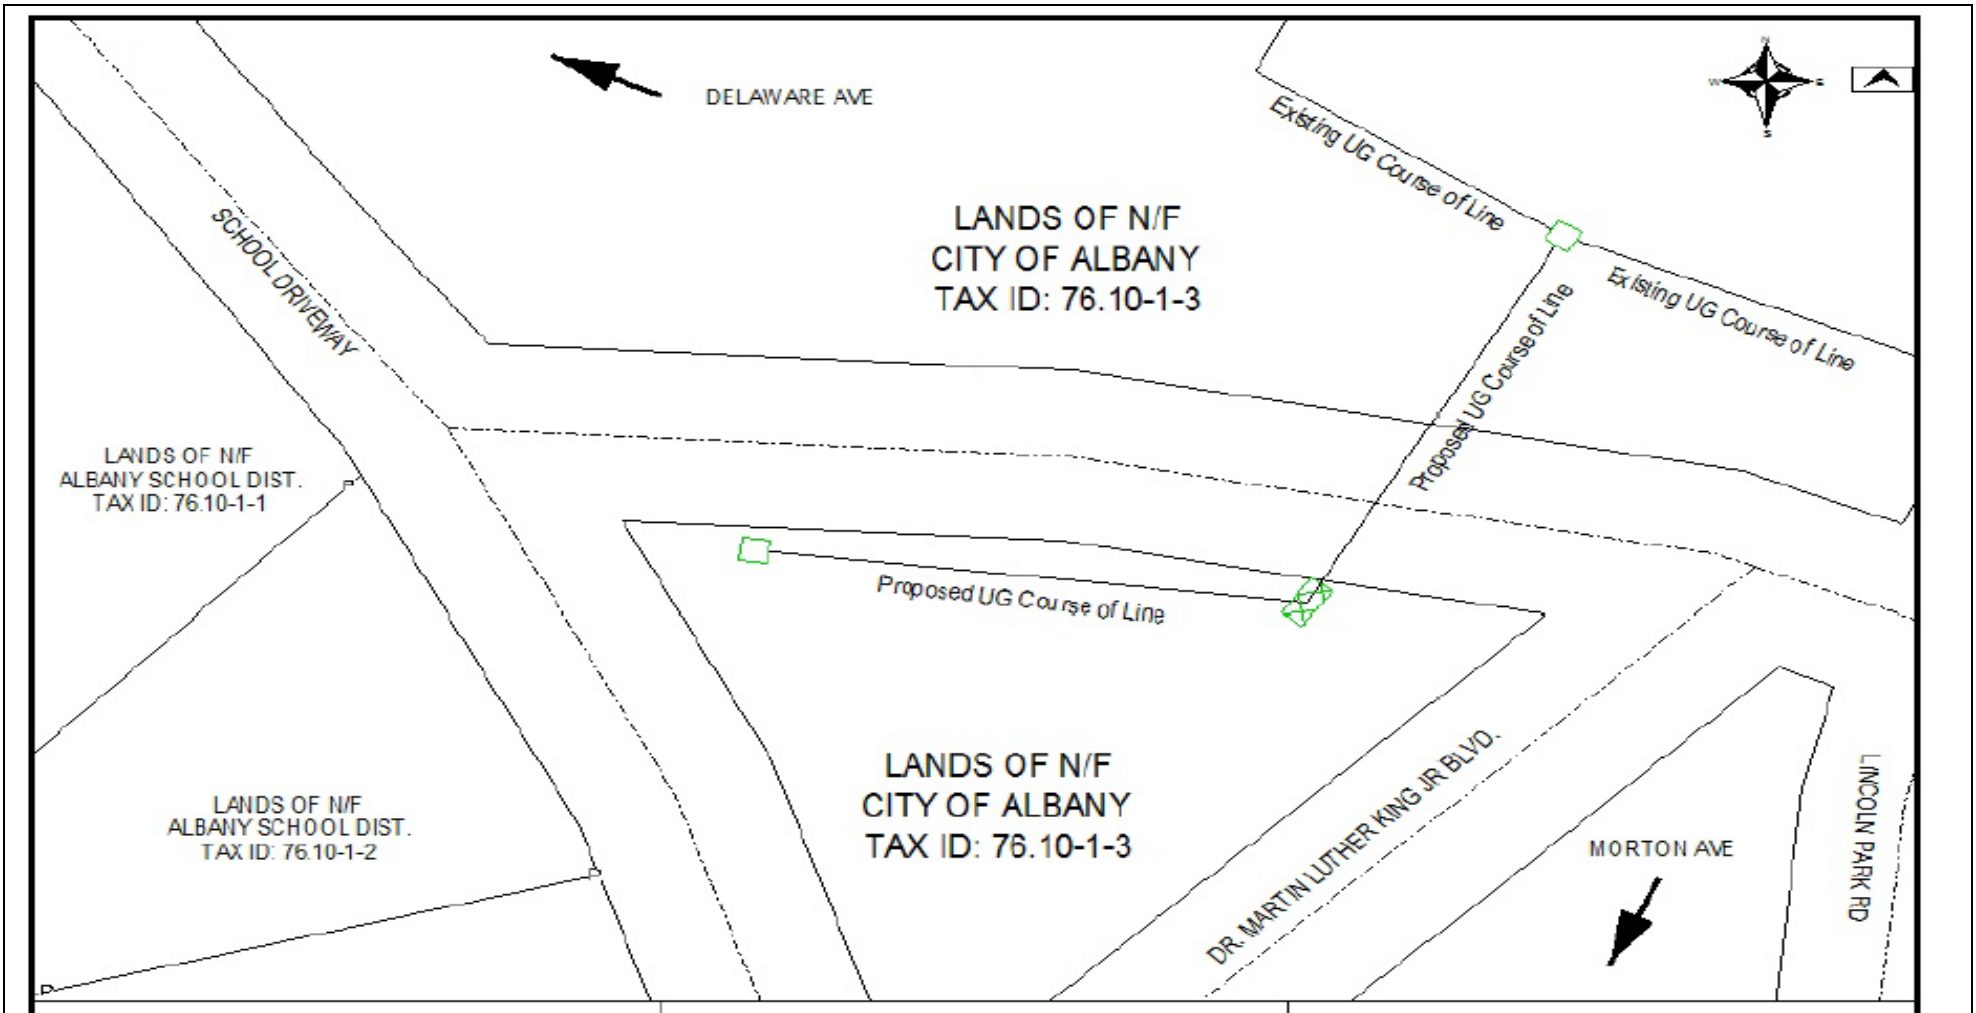 N
W
E
S
DELAWARE AVE
Existing UG Course of Line
LANDS OF N/F
CITY OF ALBANY
TAX ID: 76.10-1-3
SCHOOL DRIVEWAY
Existing UG Course of Line
Proposed UG Course of Line
LANDS OF N/F
ALBANY SCHOOL DIST.
TAX ID: 76.10-1-1
Proposed UG Course of Line
LANDS OF N/F
CITY OF ALBANY
TAX ID: 76.10-1-3
DR. MARTIN LUTHER KING JR BLVD.
LANDS OF N/F
ALBANY SCHOOL DIST.
TAX ID: 76.10-1-2
MORTON AVE
LINCOLN PARK RD
P